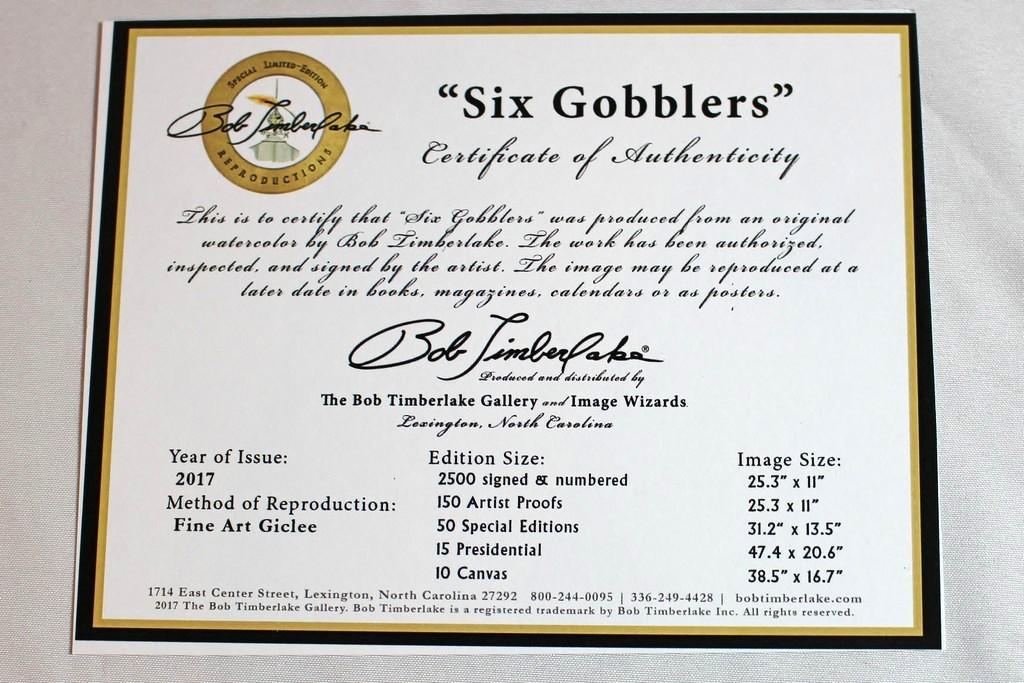 Special Limited-Edition
Bob Timberlake
REPRODUCTIONS
“Six Gobblers”
Certificate of Authenticity
This is to certify that "Six Gobblers" was produced from an original
watercolor by Bob Timberlake. The work has been authorized,
inspected, and signed by the artist. The image may be reproduced at a
later date in books, magazines, calendars or as posters.
Bob Timberlake®
Produced and distributed by
The Bob Timberlake Gallery and Image Wizards
Lexington, North Carolina
Year of Issue:
2017
Method of Reproduction:
Fine Art Giclee
Edition Size:
2500 signed & numbered
150 Artist Proofs
50 Special Editions
15 Presidential
10 Canvas
Image Size:
25.3” x 11”
25.3 x 11”
31.2“ x 13.5”
47.4 x 20.6”
38.5” x 16.7”
1714 East Center Street, Lexington, North Carolina 27292 800-244-0095 | 336-249-4428 | bobtimberlake.com
2017 The Bob Timberlake Gallery. Bob Timberlake is a registered trademark by Bob Timberlake Inc. All rights reserved.